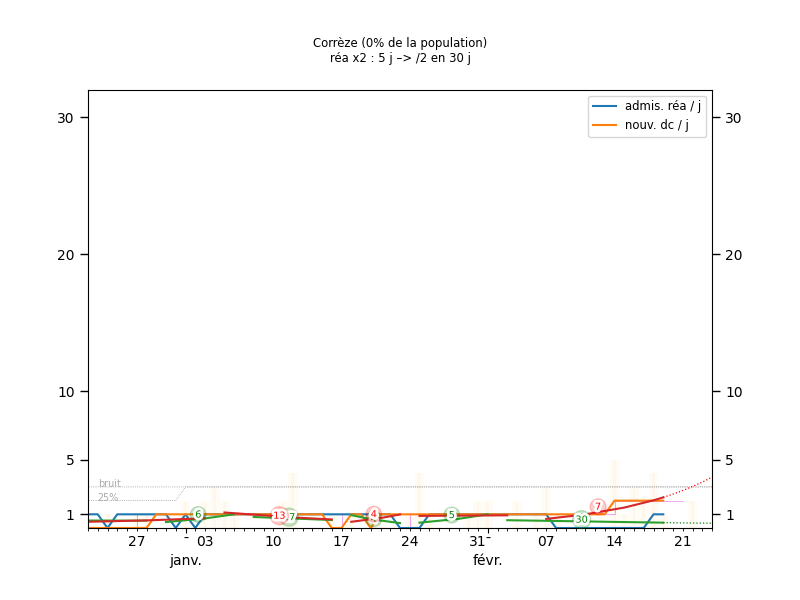 Corrèze (0% de la population)
réa x2 : 5 j –> /2 en 30 j
admis. réa / j
nouv. dc / j
30 30
20 20
10 10
5 5
bruit
25%
1 6 13 7 4 5 30 7 1
27 - 03 10 17 24 31 - 07 14 21
janv. févr.